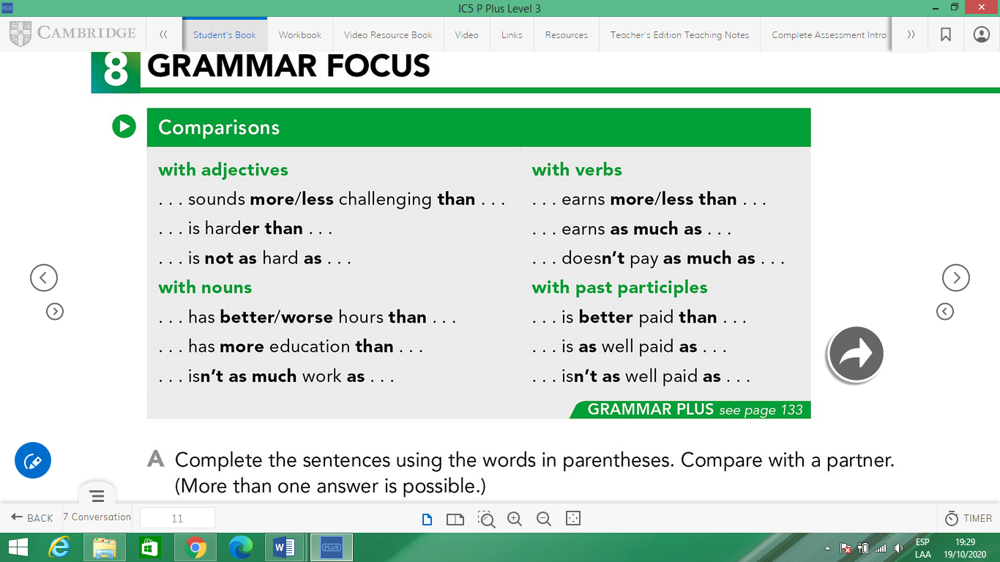 IC5 P Plus Level 3
CAMBRIDGE
Student's Book
Workbook
Video Resource Book
Video
Links
Resources
Teacher's Edition Teaching Notes
Complete Assessment Intro
8 GRAMMAR FOCUS
Comparisons
with adjectives
. . . sounds more/less challenging than . . .
. . . is harder than . . .
. . . is not as hard as . . .
with nouns
. . . has better/worse hours than . . .
. . . has more education than . . .
. . . isn't as much work as . . .
with verbs
. . . earns more/less than . . .
. . . earns as much as . . .
. . . doesn't pay as much as . . .
with past participles
. . . is better paid than . . .
. . . is as well paid as . . .
. . . isn't as well paid as . . .
GRAMMAR PLUS see page 133
A Complete the sentences using the words in parentheses. Compare with a partner.
(More than one answer is possible.)
BACK
7 Conversation
11
TIMER
PLUS
ESP
LAA
19:29
19/10/2020